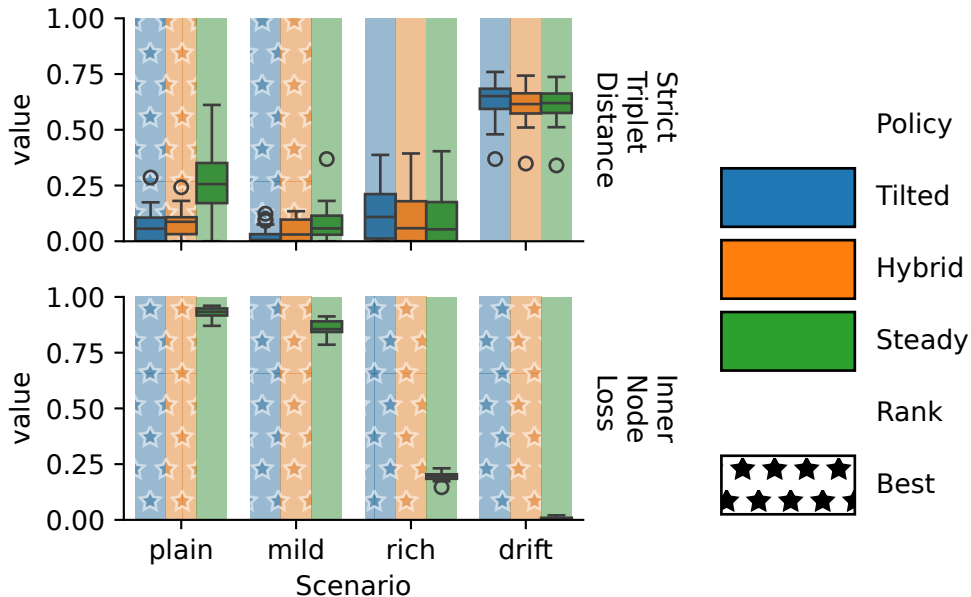 1.00
0.75
0.50
0.25
0.00
value
Strict
Triplet
Distance
1.00
0.75
0.50
0.25
0.00
value
Inner
Node
Loss
plain mild rich drift
Scenario
Policy
Tilted
Hybrid
Steady
Rank
Best